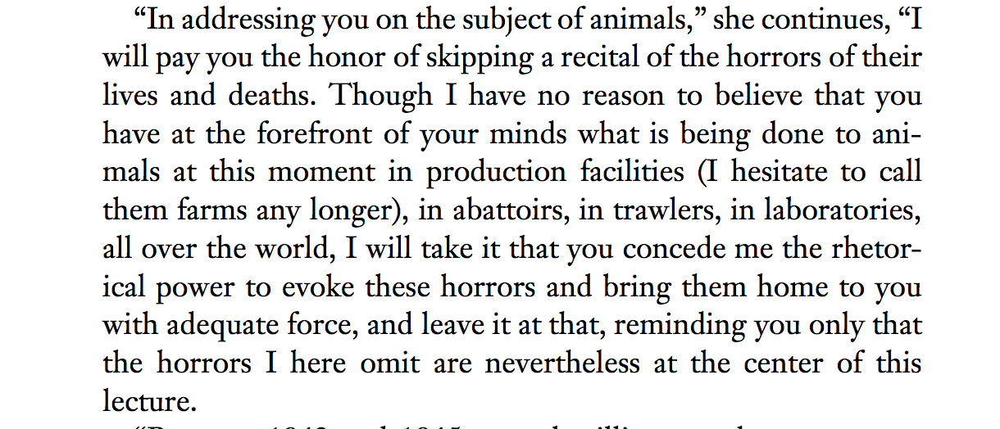 “In addressing you on the subject of animals,” she continues, “I
will pay you the honor of skipping a recital of the horrors of their
lives and deaths. Though I have no reason to believe that you
have at the forefront of your minds what is being done to ani-
mals at this moment in production facilities (I hesitate to call
them farms any longer), in abattoirs, in trawlers, in laboratories,
all over the world, I will take it that you concede me the rhetor-
ical power to evoke these horrors and bring them home to you
with adequate force, and leave it at that, reminding you only that
the horrors I here omit are nevertheless at the center of this
lecture.